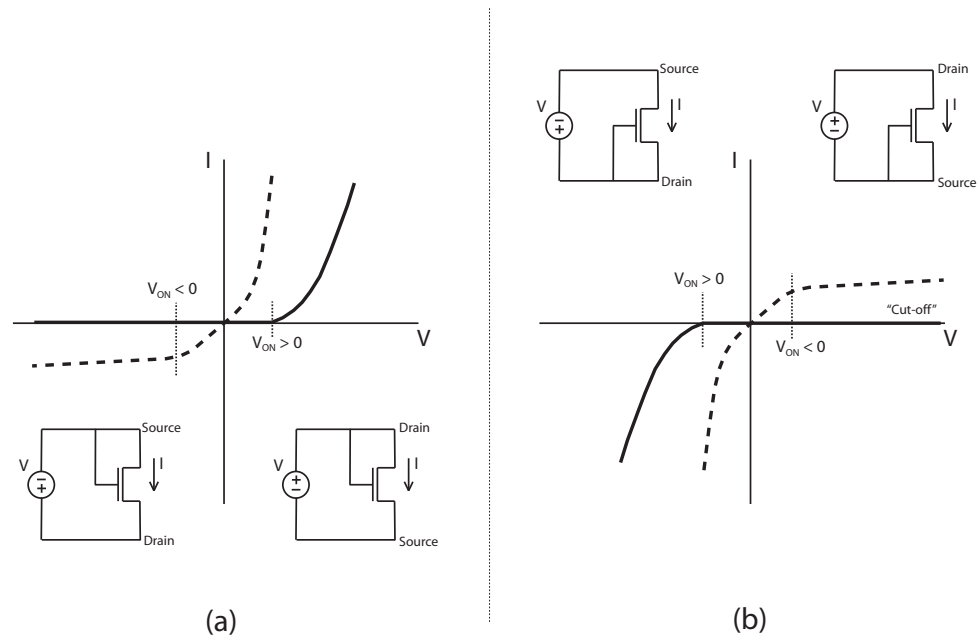 I
V_ON < 0
V_ON > 0
V
Source
V
I
Drain
Drain
V
I
Source
(a)
Source
V
I
Drain
Drain
V
I
Source
I
V_ON > 0
"Cut-off"
V_ON < 0
V
(b)